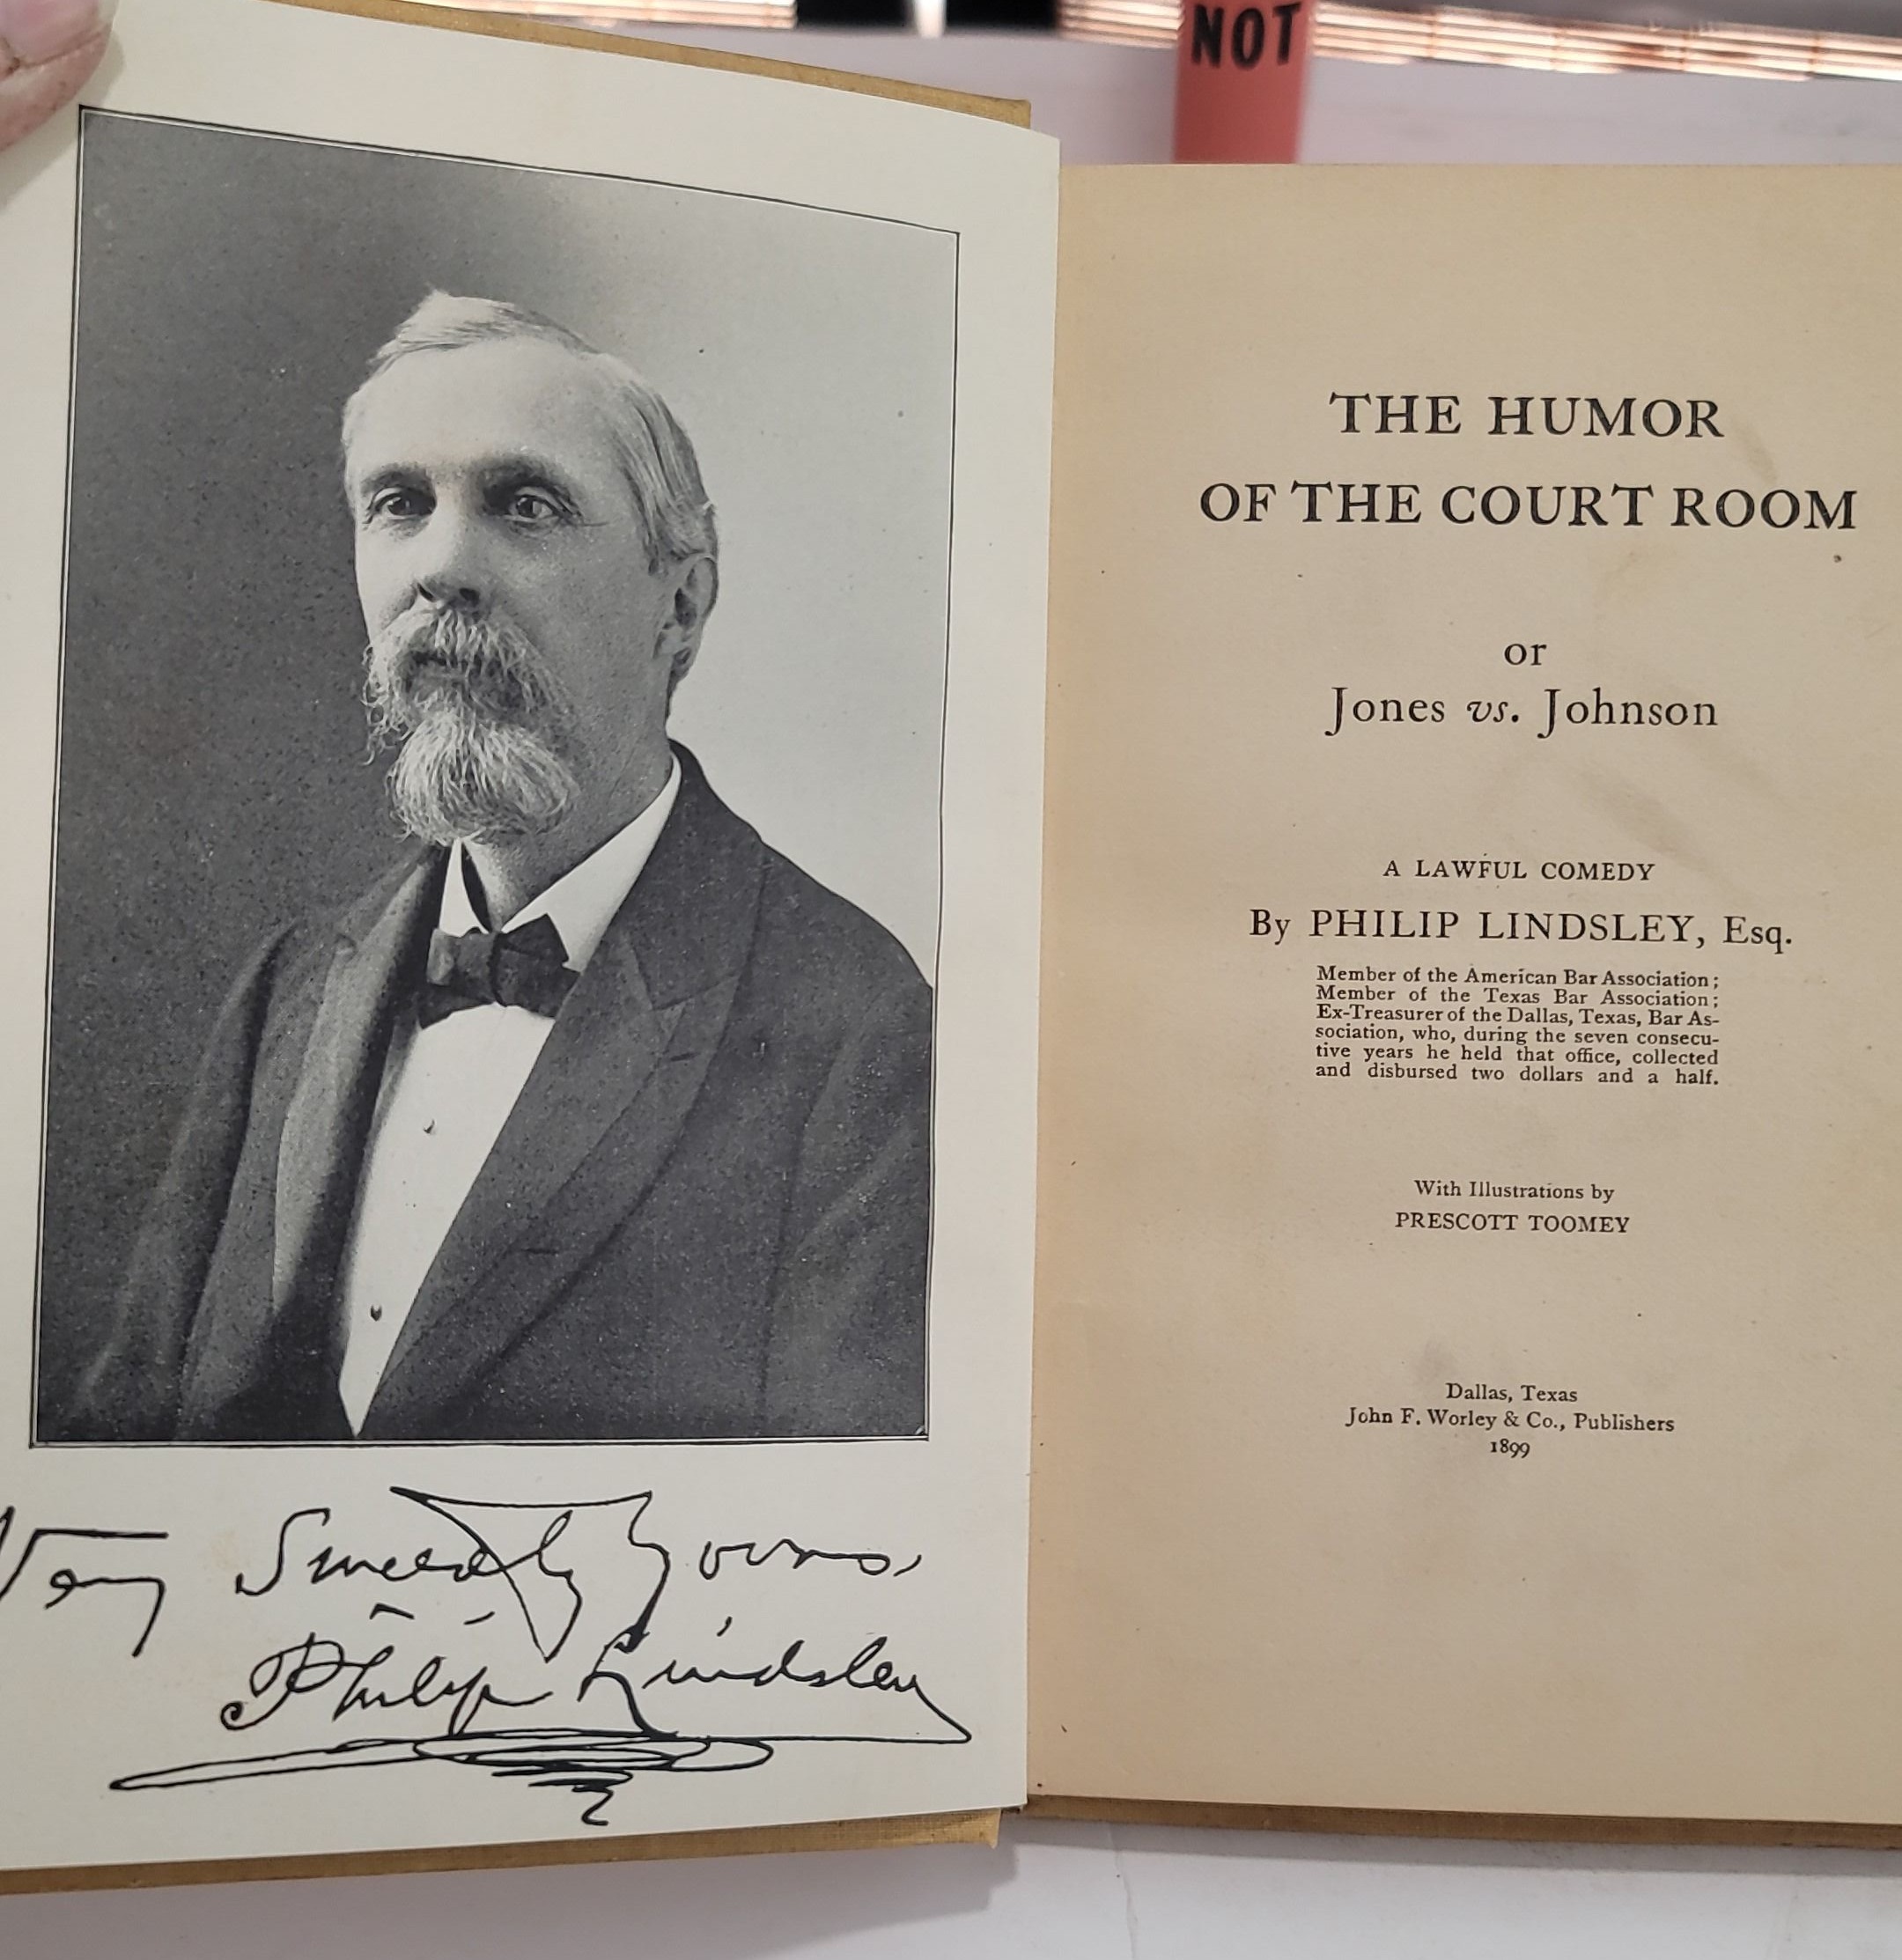 NOT
Very Sincerely Yours,
Philip Lindsley
THE HUMOR
OF THE COURT ROOM
or
Jones vs. Johnson
A LAWFUL COMEDY
By PHILIP LINDSLEY, Esq.
Member of the American Bar Association;
Member of the Texas Bar Association;
Ex-Treasurer of the Dallas, Texas, Bar As-
sociation, who, during the seven consecu-
tive years he held that office, collected
and disbursed two dollars and a half.
With Illustrations by
PRESCOTT TOOMEY
Dallas, Texas
John F. Worley & Co., Publishers
1899